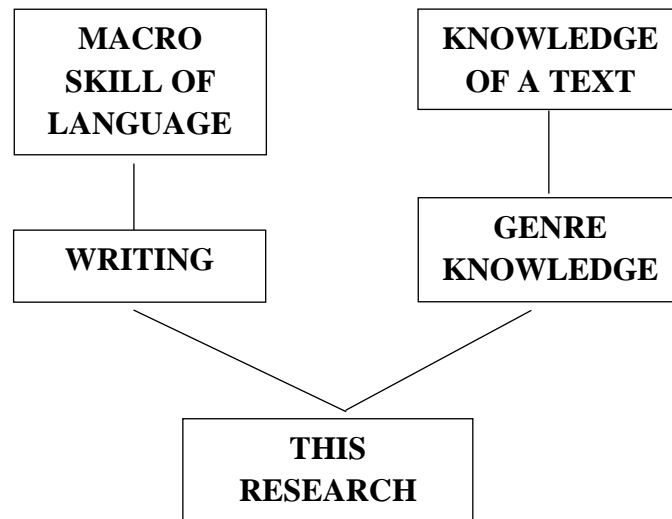 MACRO
SKILL OF
LANGUAGE
KNOWLEDGE
OF A TEXT
WRITING
GENRE
KNOWLEDGE
THIS
RESEARCH